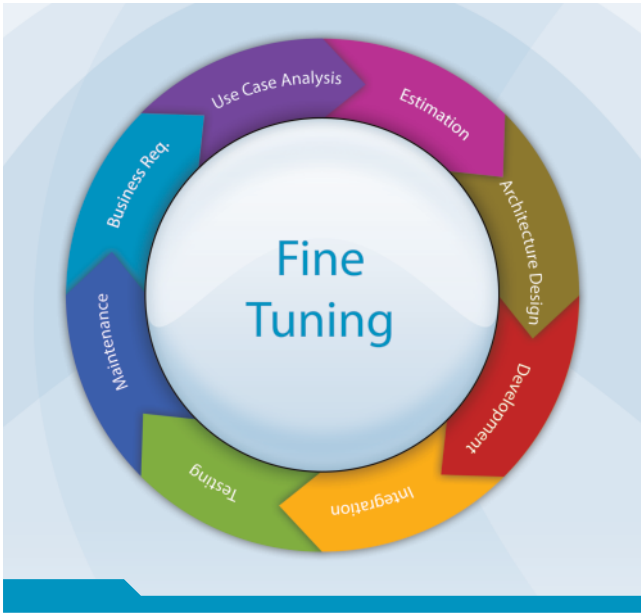 Use Case Analysis
Estimation
Architecture Design
Development
Integration
Testing
Maintenance
Business Req.
Fine
Tuning